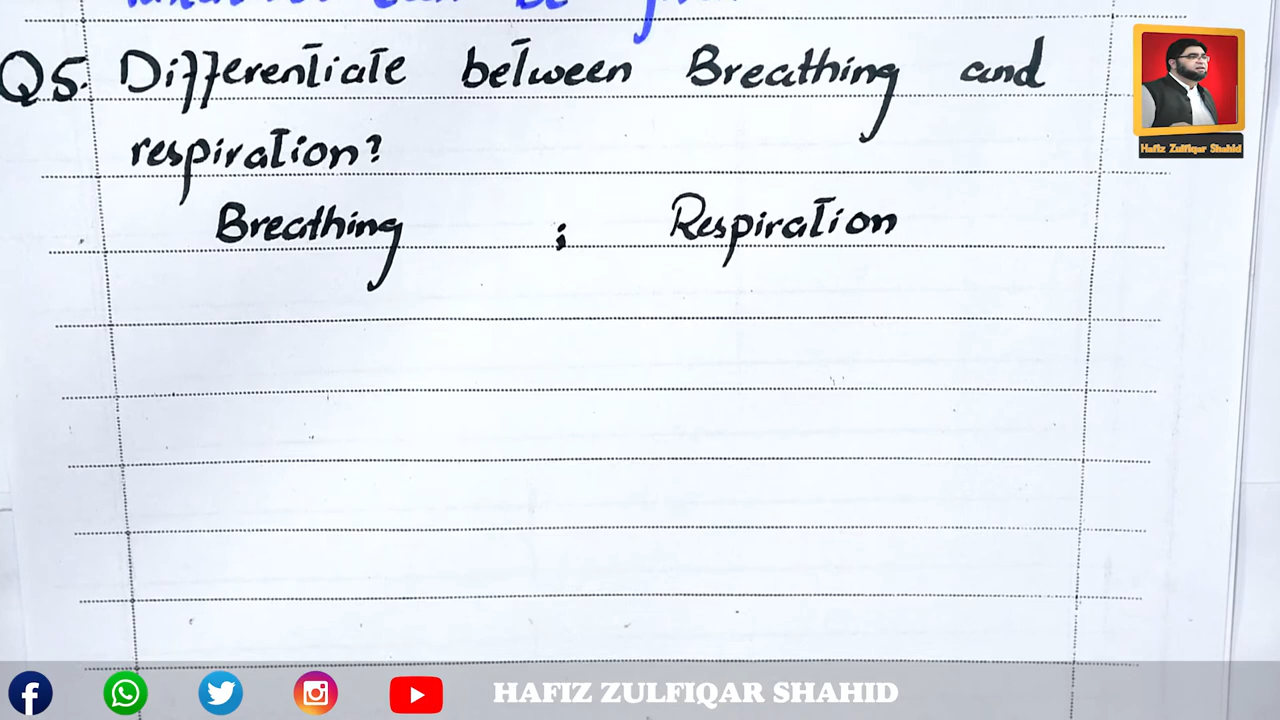 Q5. Differentiate between Breathing and
respiration?
Breathing ; Respiration
Hafiz Zulfiqar Shahid
HAFIZ ZULFIQAR SHAHID